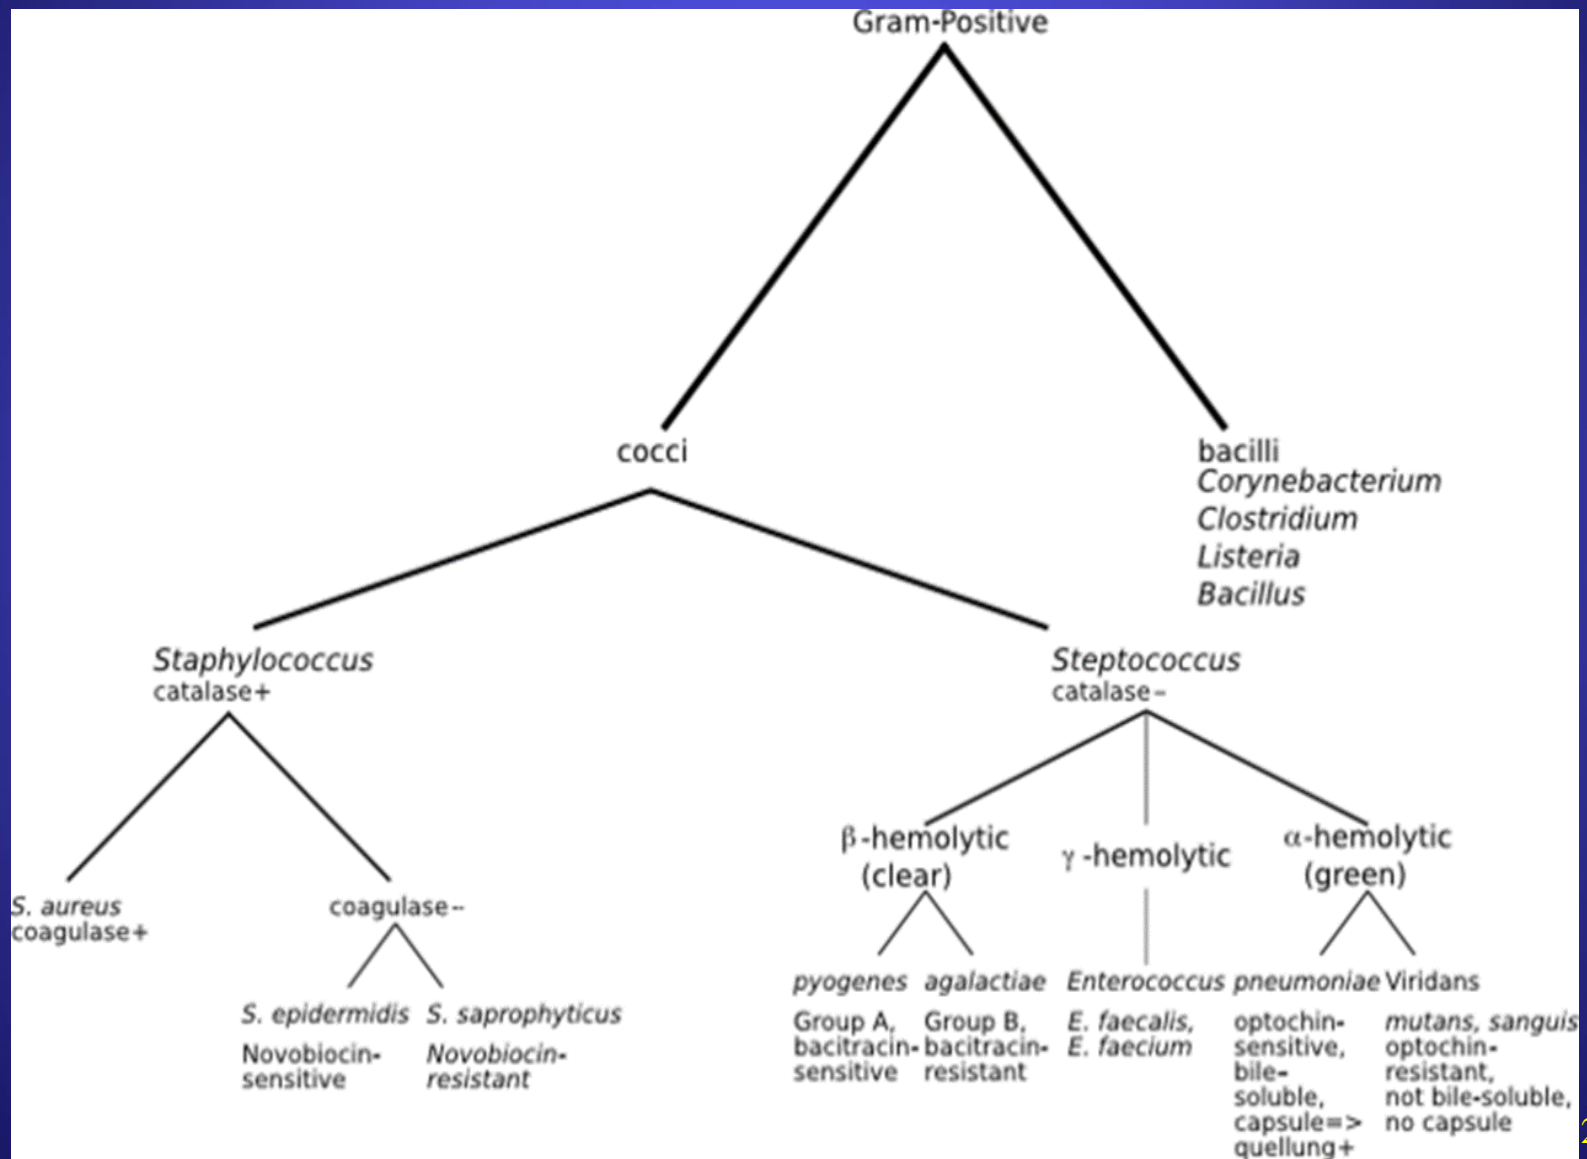 Gram-Positive
cocci
bacilli
Corynebacterium
Clostridium
Listeria
Bacillus
Staphylococcus
catalase+
Steptococcus
catalase–
S. aureus
coagulase+
coagulase–
S. epidermidis
Novobiocin-
sensitive
S. saprophyticus
Novobiocin-
resistant
β-hemolytic
(clear)
γ -hemolytic
α-hemolytic
(green)
pyogenes
Group A,
bacitracin-
sensitive
agalactiae
Group B,
bacitracin-
resistant
Enterococcus
E. faecalis,
E. faecium
pneumoniae
optochin-
sensitive,
bile-
soluble,
capsule=>
quellung+
Viridans
mutans, sanguis
optochin-
resistant,
not bile-soluble,
no capsule